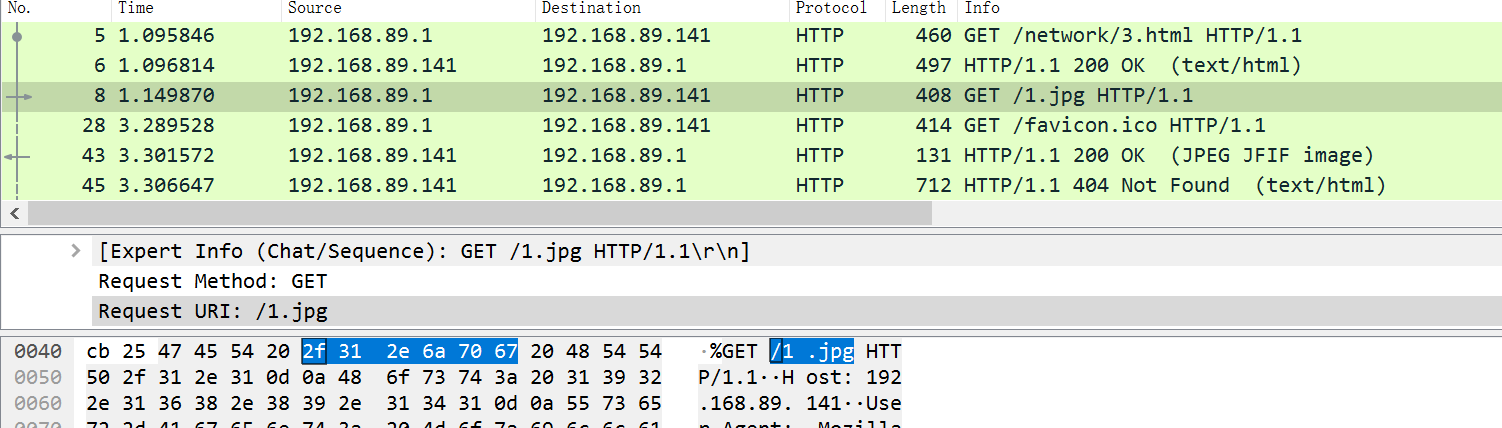 No. Time Source Destination Protocol Length Info
5 1.095846 192.168.89.1 192.168.89.141 HTTP 460 GET /network/3.html HTTP/1.1
6 1.096814 192.168.89.141 192.168.89.1 HTTP 497 HTTP/1.1 200 OK (text/html)
8 1.149870 192.168.89.1 192.168.89.141 HTTP 408 GET /1.jpg HTTP/1.1
28 3.289528 192.168.89.1 192.168.89.141 HTTP 414 GET /favicon.ico HTTP/1.1
43 3.301572 192.168.89.141 192.168.89.1 HTTP 131 HTTP/1.1 200 OK (JPEG JFIF image)
45 3.306647 192.168.89.141 192.168.89.1 HTTP 712 HTTP/1.1 404 Not Found (text/html)
[Expert Info (Chat/Sequence): GET /1.jpg HTTP/1.1\r\n]
Request Method: GET
Request URI: /1.jpg
0040 cb 25 47 45 54 20 2f 31 2e 6a 70 67 20 48 54 54 ·%GET /1 .jpg HTT
0050 50 2f 31 2e 31 0d 0a 48 6f 73 74 3a 20 31 39 32 P/1.1··H ost: 192
0060 2e 31 36 38 2e 38 39 2e 31 34 31 0d 0a 55 73 65 .168.89. 141··Use